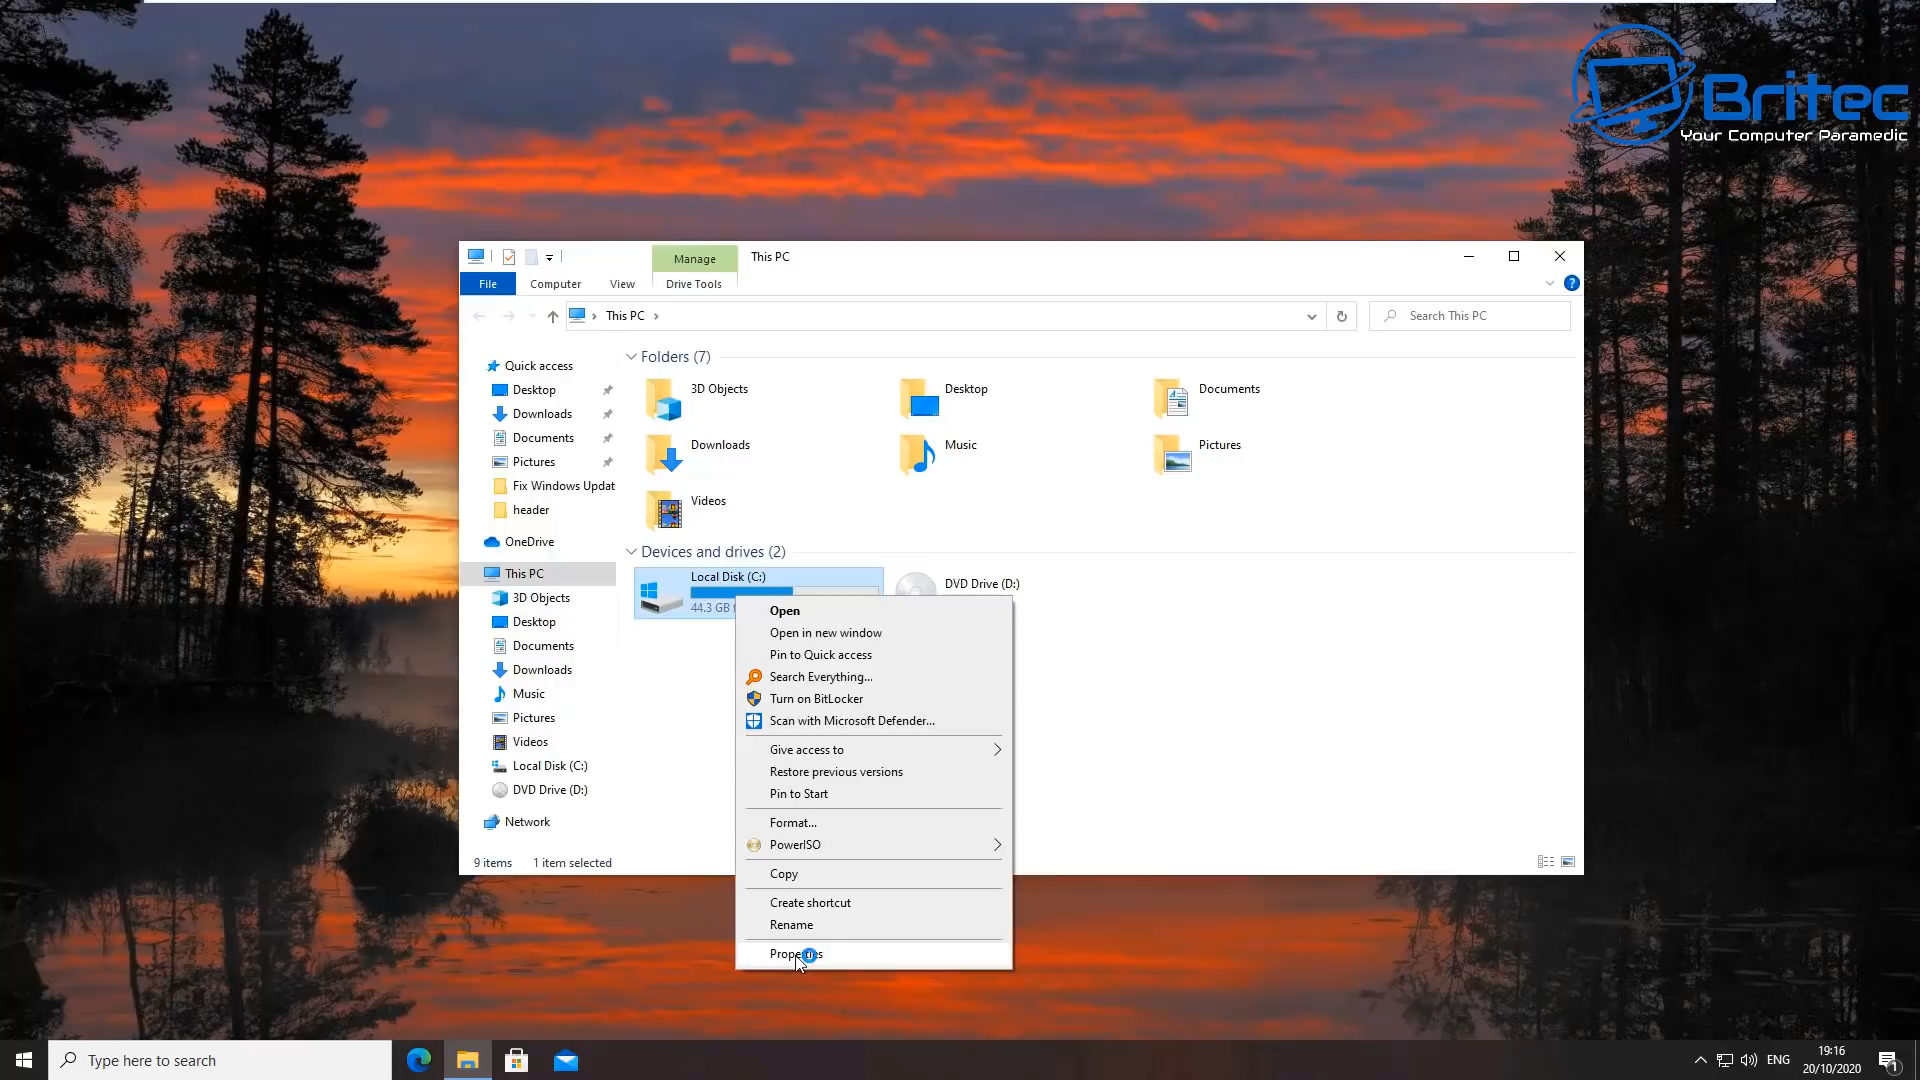 Britec
Your Computer Paramedic
Manage
This PC
File
Computer
View
Drive Tools
This PC
Search This PC
Quick access
Desktop
Downloads
Documents
Pictures
Fix Windows Updat
header
OneDrive
This PC
3D Objects
Desktop
Documents
Downloads
Music
Pictures
Videos
Local Disk (C:)
DVD Drive (D:)
Network
Folders (7)
3D Objects
Desktop
Documents
Downloads
Music
Pictures
Videos
Devices and drives (2)
Local Disk (C:)
44.3 GB
DVD Drive (D:)
Open
Open in new window
Pin to Quick access
Search Everything...
Turn on BitLocker
Scan with Microsoft Defender...
Give access to
Restore previous versions
Pin to Start
Format...
PowerISO
Copy
Create shortcut
Rename
Properties
9 items
1 item selected
Type here to search
ENG
19:16
20/10/2020
1